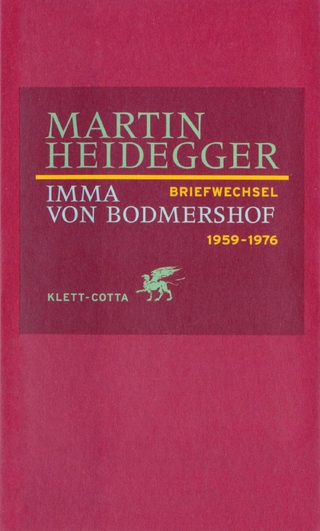 MARTIN
HEIDEGGER
BRIEFWECHSEL
IMMA
VON BODMERSHOF
1959-1976
KLETT-COTTA